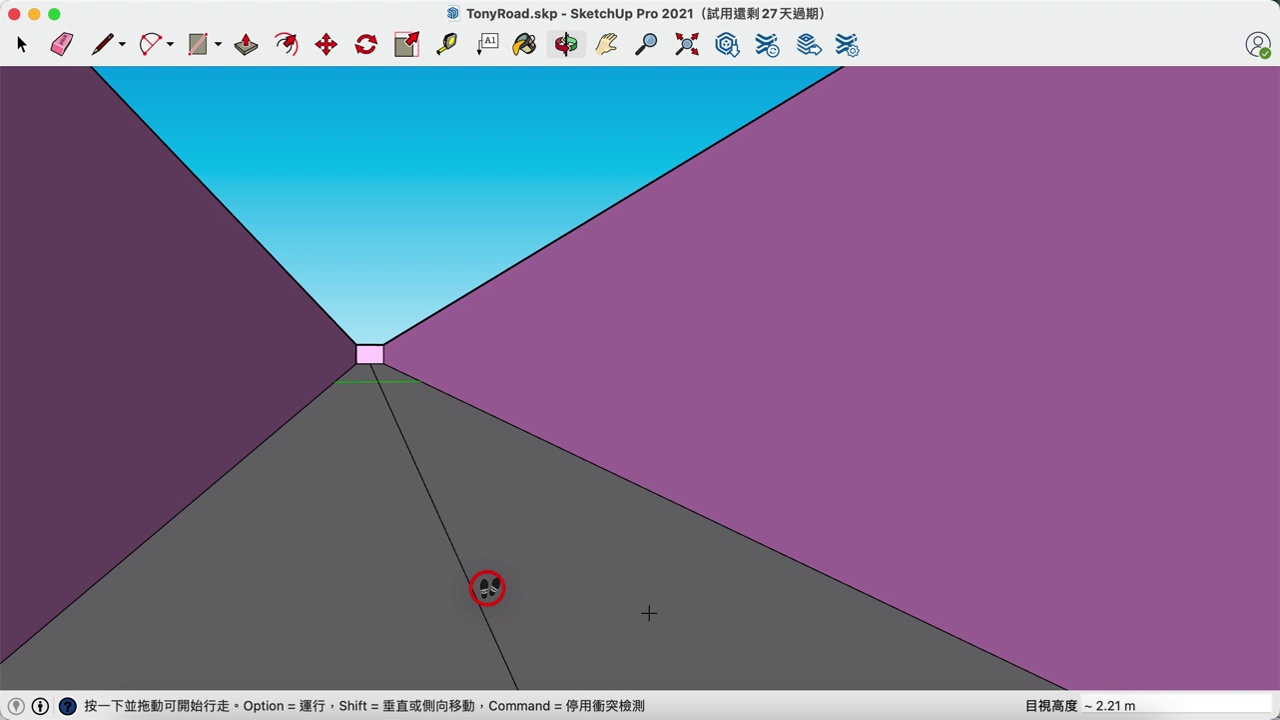 TonyRoad.skp - SketchUp Pro 2021（試用還剩 27 天過期）
A1
按一下並拖動可開始行走。Option = 運行，Shift = 垂直或側向移動，Command = 停用衝突檢測
目視高度 ~ 2.21 m